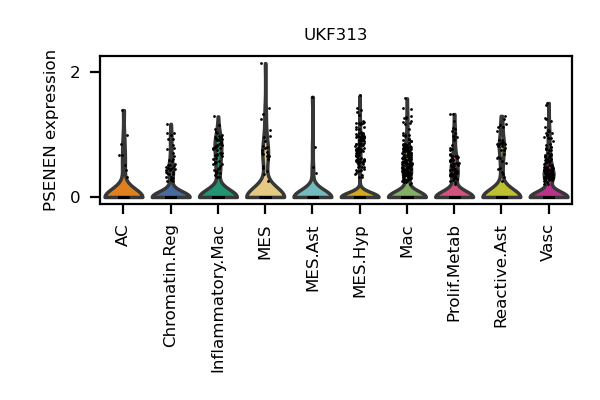 UKF313
PSENEN expression
2
0
AC
Chromatin.Reg
Inflammatory.Mac
MES
MES.Ast
MES.Hyp
Mac
Prolif.Metab
Reactive.Ast
Vasc